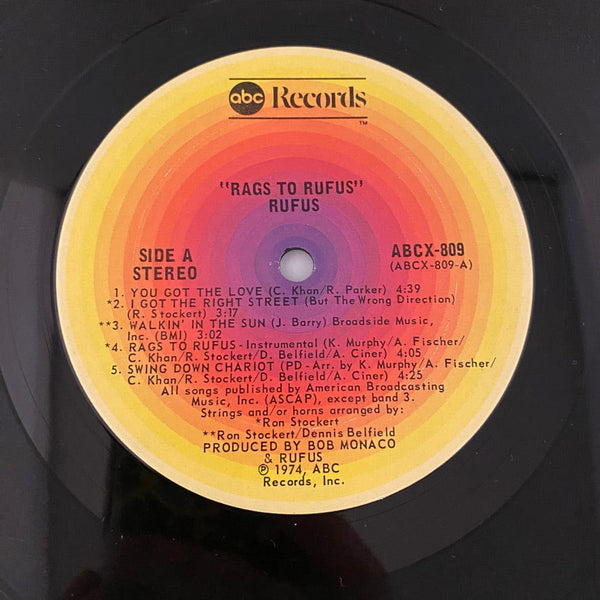 abc Records
TM
"RAGS TO RUFUS"
RUFUS
SIDE A
STEREO
ABCX-809
(ABCX-809-A)
1. YOU GOT THE LOVE (C. Khan/R. Parker) 4:39
*2. I GOT THE RIGHT STREET (But The Wrong Direction)
(R. Stockert) 3:17
**3. WALKIN' IN THE SUN (J. Barry) Broadside Music,
Inc. (BMI) 3:02
*4. RAGS TO RUFUS - Instrumental (K. Murphy/A. Fischer/
C. Khan/R. Stockert/D. Belfield/A. Ciner) 4:05
5. SWING DOWN CHARIOT (PD - Arr. by K. Murphy/A. Fischer/
C. Khan/R. Stockert/D. Belfield/A. Ciner) 4:25
All songs published by American Broadcasting
Music, Inc. (ASCAP), except band 3.
Strings and/or horns arranged by:
*Ron Stockert
**Ron Stockert/Dennis Belfield
PRODUCED BY BOB MONACO
& RUFUS
℗ 1974, ABC
Records, Inc.